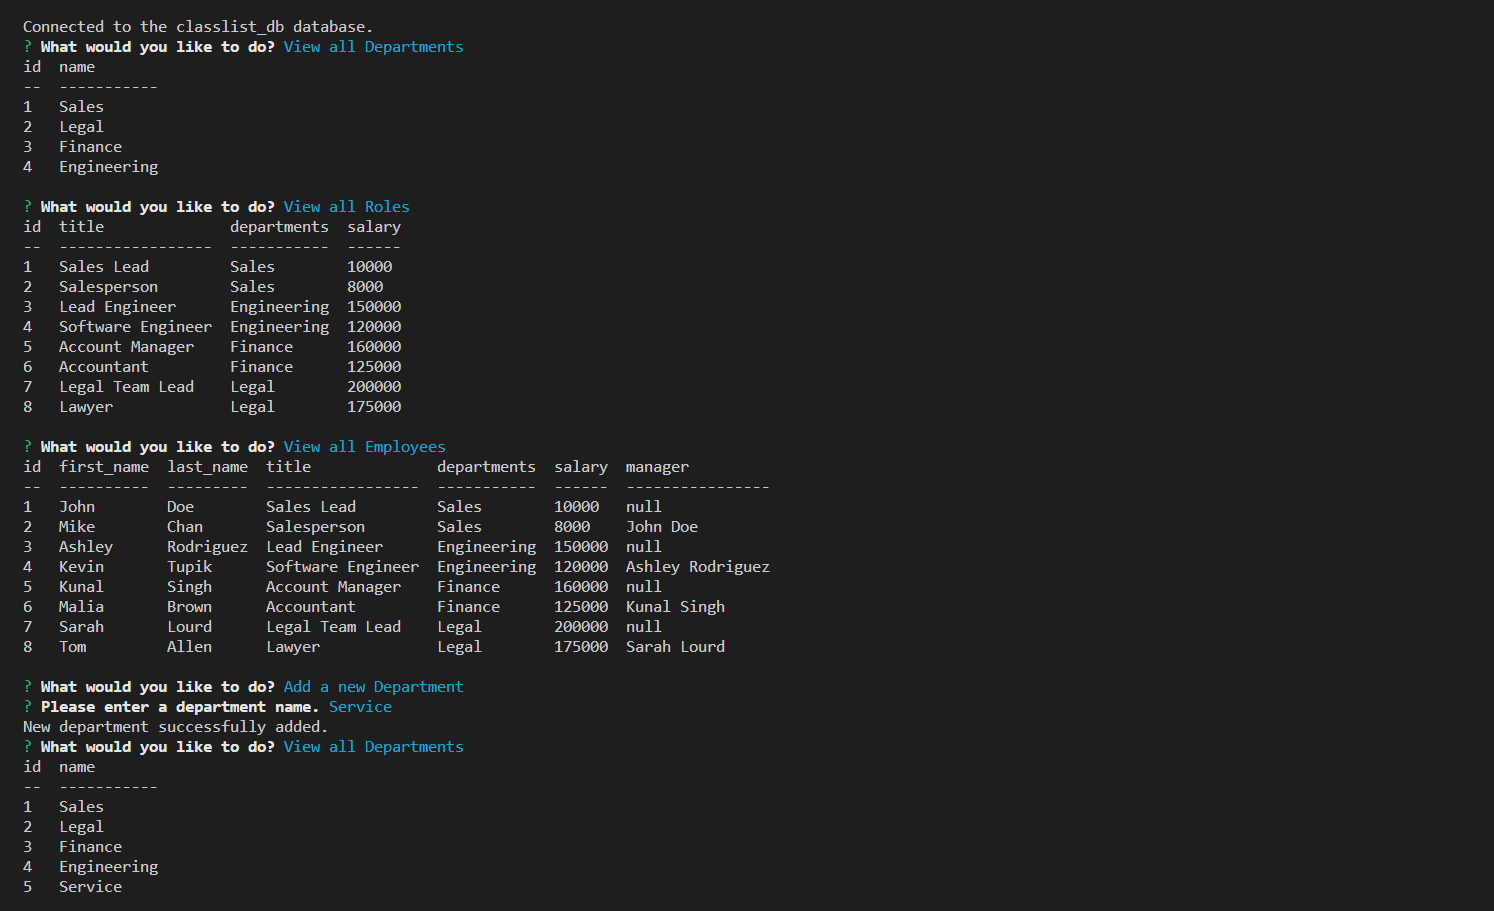 Connected to the classlist_db database.
? What would you like to do? View all Departments
id  name
--  -----------
1   Sales
2   Legal
3   Finance
4   Engineering

? What would you like to do? View all Roles
id  title              departments  salary
--  -----------------  -----------  ------
1   Sales Lead         Sales        10000
2   Salesperson        Sales        8000
3   Lead Engineer      Engineering  150000
4   Software Engineer  Engineering  120000
5   Account Manager    Finance      160000
6   Accountant         Finance      125000
7   Legal Team Lead    Legal        200000
8   Lawyer             Legal        175000

? What would you like to do? View all Employees
id  first_name  last_name  title              departments  salary  manager
--  ----------  ---------  -----------------  -----------  ------  ----------------
1   John        Doe        Sales Lead         Sales        10000   null
2   Mike        Chan       Salesperson        Sales        8000    John Doe
3   Ashley      Rodriguez  Lead Engineer      Engineering  150000  null
4   Kevin       Tupik      Software Engineer  Engineering  120000  Ashley Rodriguez
5   Kunal       Singh      Account Manager    Finance      160000  null
6   Malia       Brown      Accountant         Finance      125000  Kunal Singh
7   Sarah       Lourd      Legal Team Lead    Legal        200000  null
8   Tom         Allen      Lawyer             Legal        175000  Sarah Lourd

? What would you like to do? Add a new Department
? Please enter a department name. Service
New department successfully added.
? What would you like to do? View all Departments
id  name
--  -----------
1   Sales
2   Legal
3   Finance
4   Engineering
5   Service